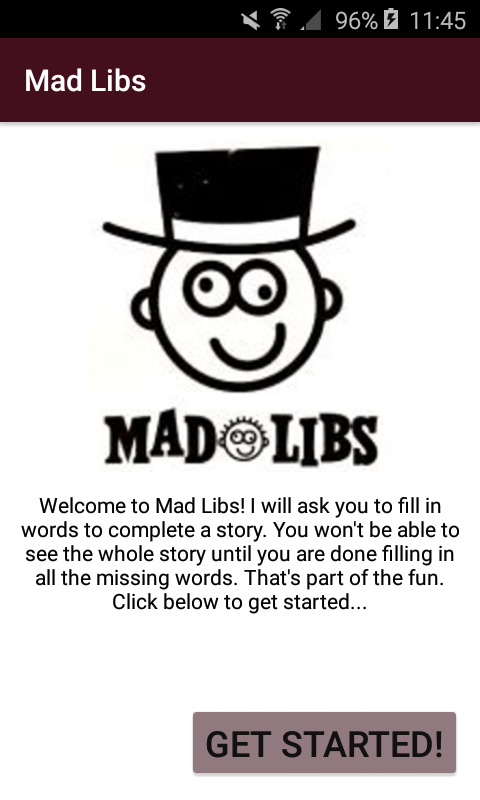 96% 11:45
Mad Libs
MAD LIBS
Welcome to Mad Libs! I will ask you to fill in
words to complete a story. You won't be able to
see the whole story until you are done filling in
all the missing words. That's part of the fun.
Click below to get started...
GET STARTED!